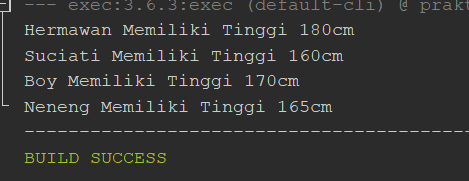 --- exec:3.6.3:exec (default-cli) @ prakt
Hermawan Memiliki Tinggi 180cm
Suciati Memiliki Tinggi 160cm
Boy Memiliki Tinggi 170cm
Neneng Memiliki Tinggi 165cm
------------------------------------------------
BUILD SUCCESS